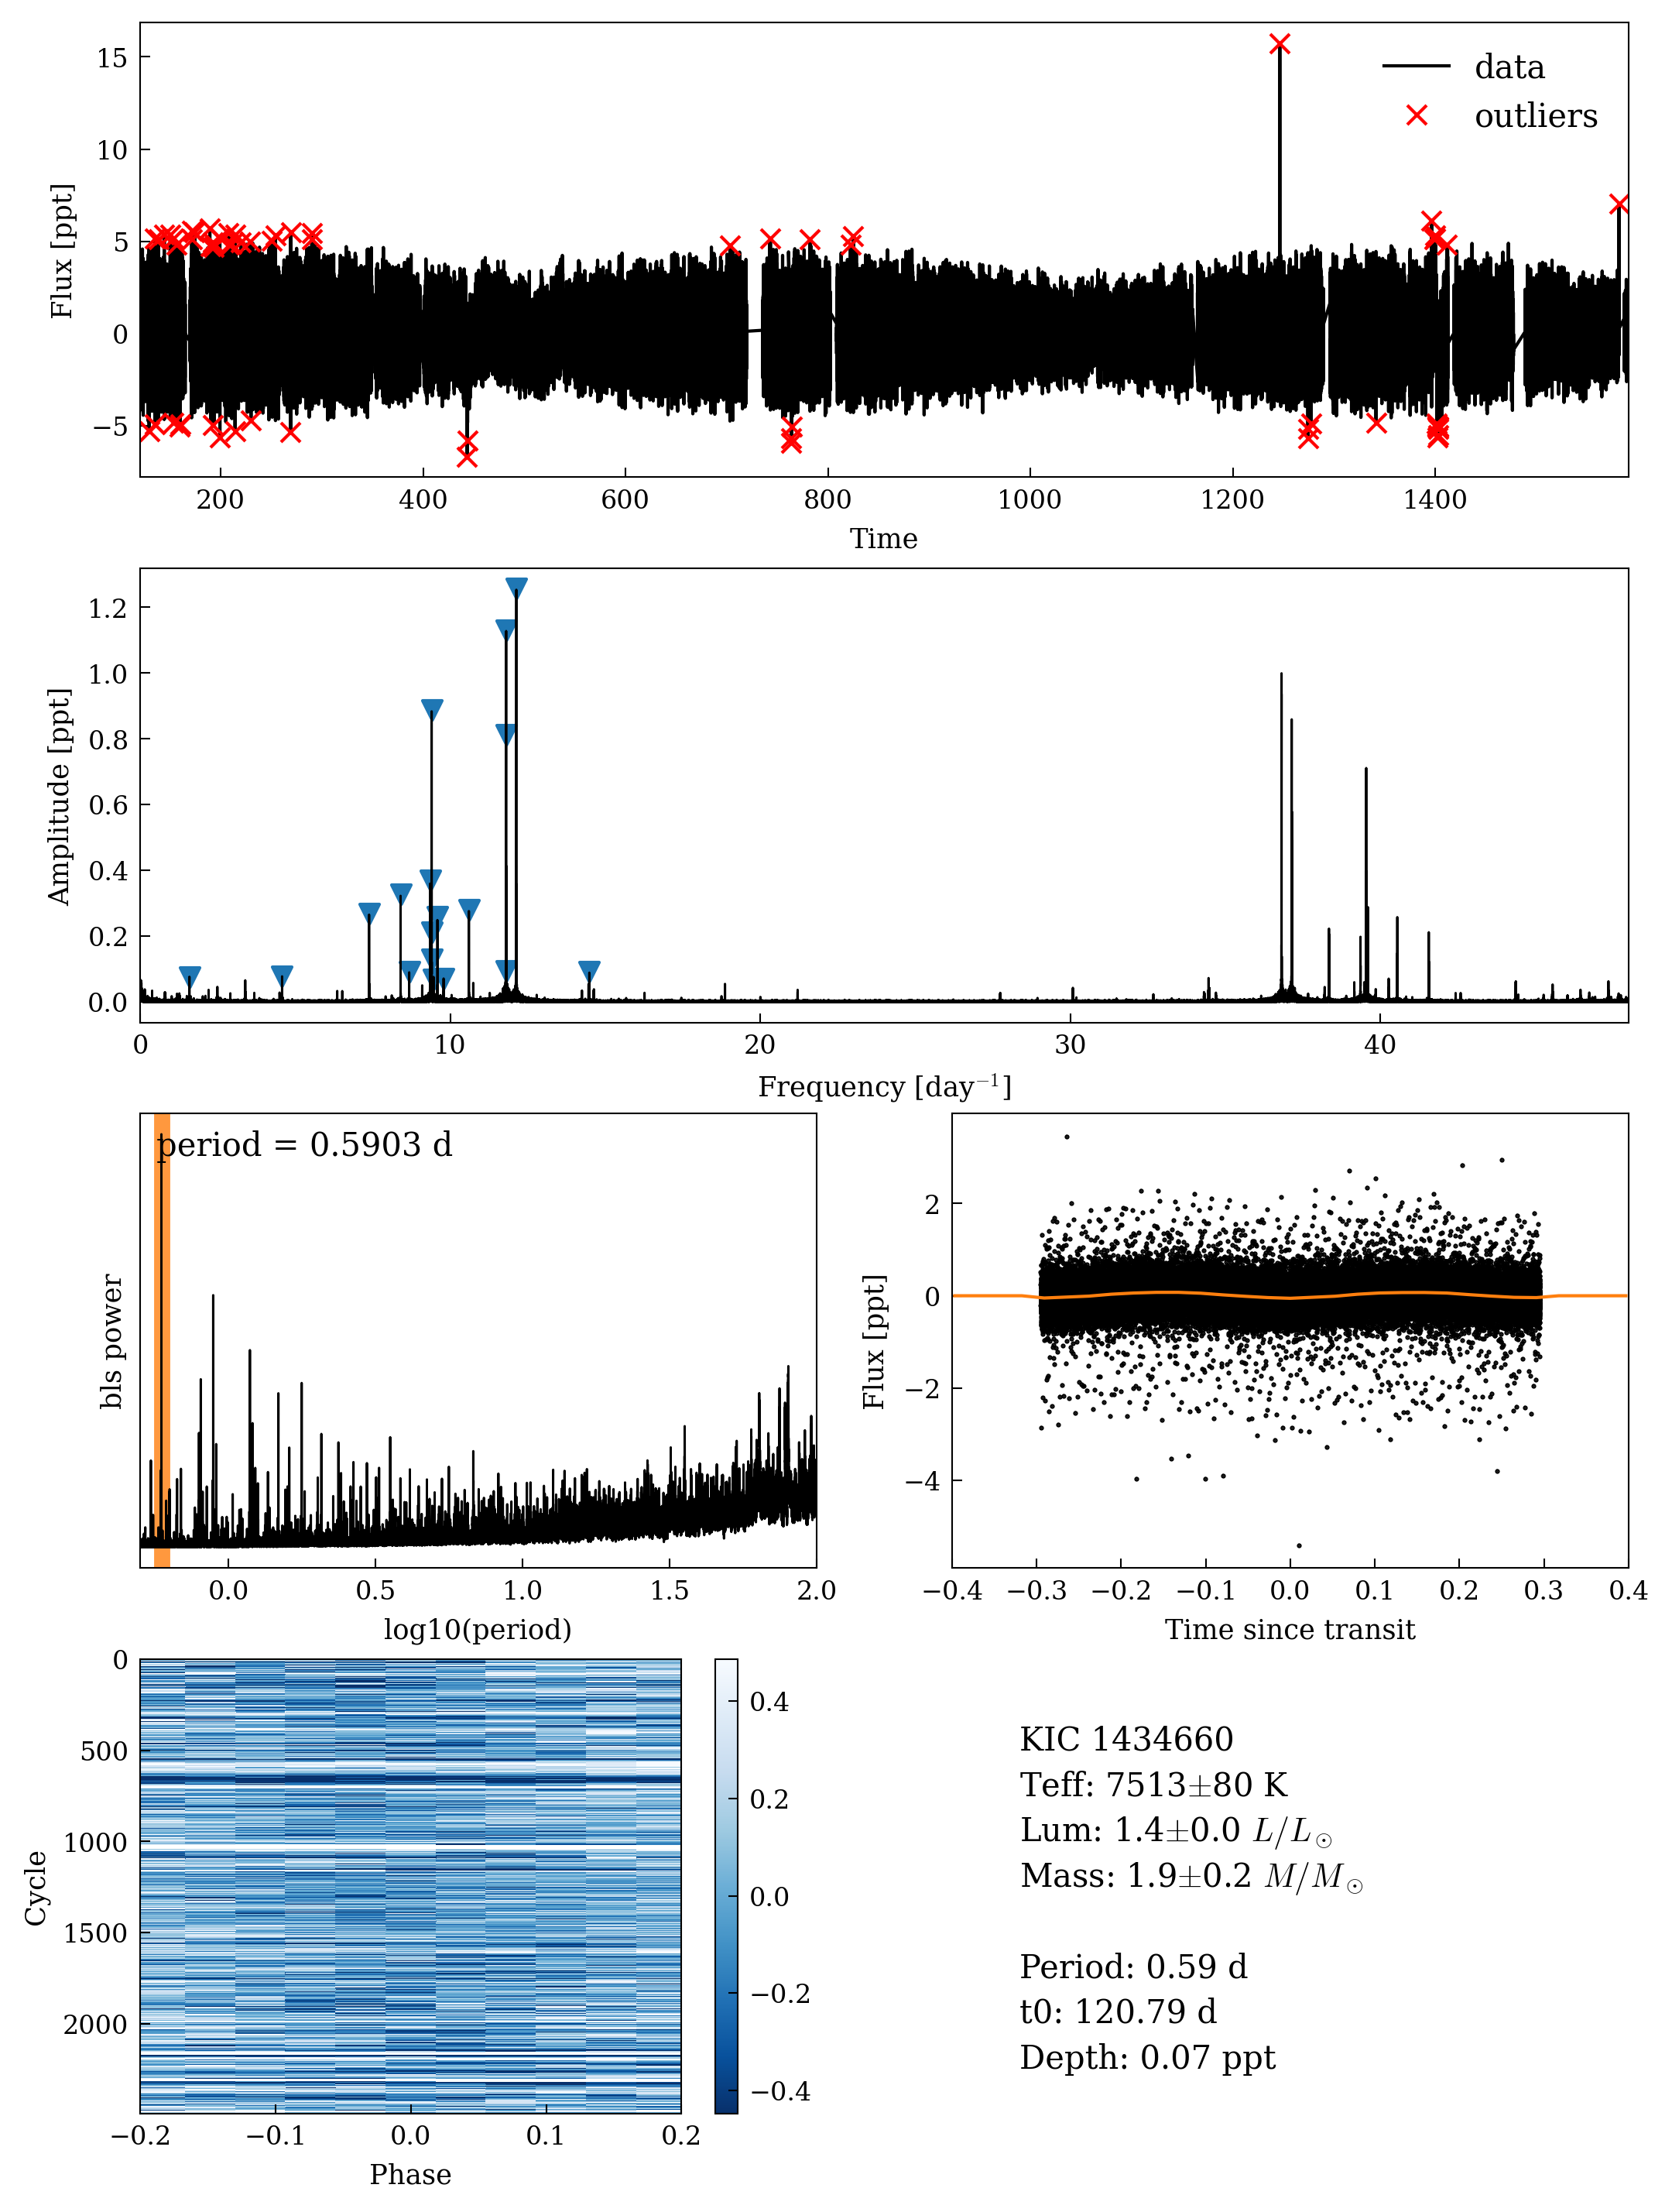 15
10
5
0
−5
Flux [ppt]
data
outliers
200 400 600 800 1000 1200 1400
Time
1.2
1.0
0.8
0.6
0.4
0.2
0.0
Amplitude [ppt]
0 10 20 30 40
Frequency [day⁻¹]
period = 0.5903 d
bls power
0.0 0.5 1.0 1.5 2.0
log10(period)
2
0
−2
−4
Flux [ppt]
−0.4 −0.3 −0.2 −0.1 0.0 0.1 0.2 0.3 0.4
Time since transit
0
500
1000
1500
2000
Cycle
−0.2 −0.1 0.0 0.1 0.2
Phase
0.4
0.2
0.0
−0.2
−0.4
KIC 1434660
Teff: 7513±80 K
Lum: 1.4±0.0 L/L⊙
Mass: 1.9±0.2 M/M⊙
Period: 0.59 d
t0: 120.79 d
Depth: 0.07 ppt